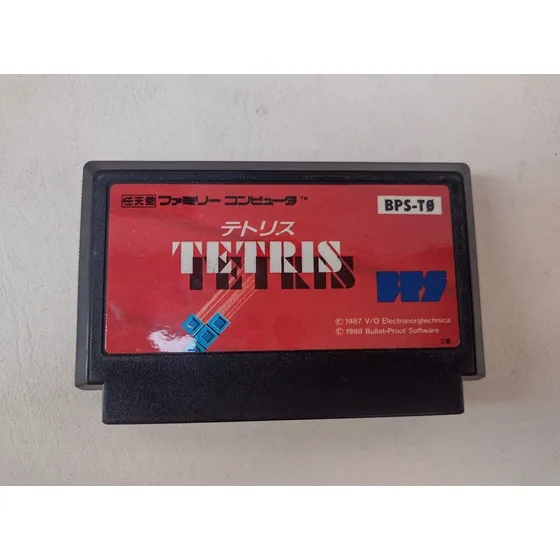 任天堂 ファミリー コンピュータ™
BPS-TØ
テトリス
TETRIS
BPS
© 1987 V/O Electronorgtechnica
© 1988 Bullet-Proof Software